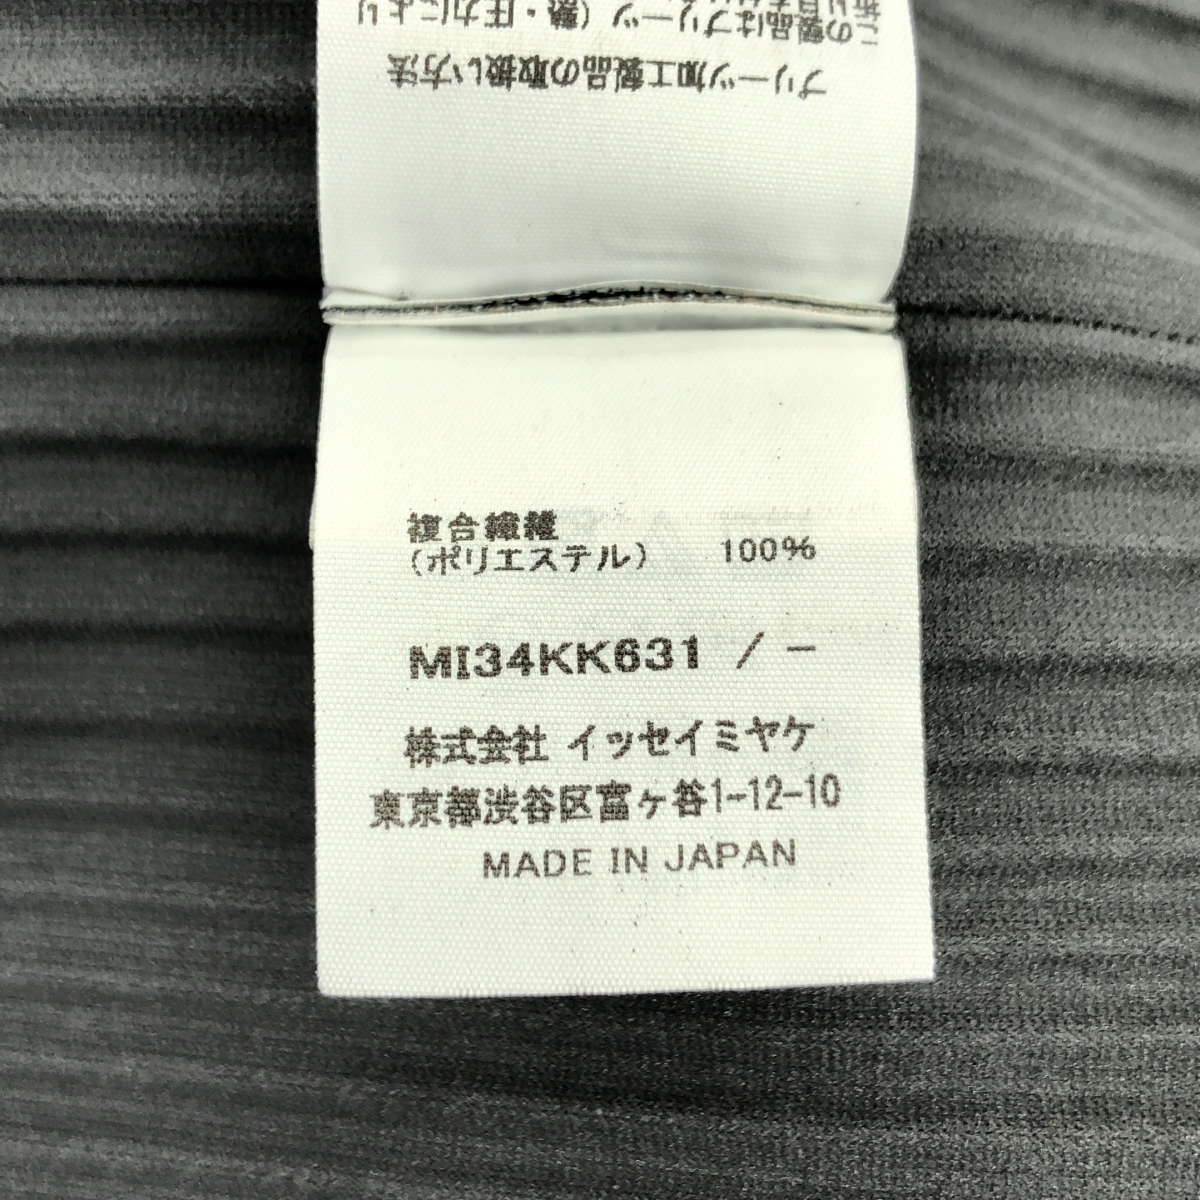 プリーツ加工製品の取扱い方法
この製品はプリーツ(熱・圧力により
複合繊維
(ポリエステル) 100%
MI34KK631 / -
株式会社 イッセイミヤケ
東京都渋谷区富ヶ谷1-12-10
MADE IN JAPAN